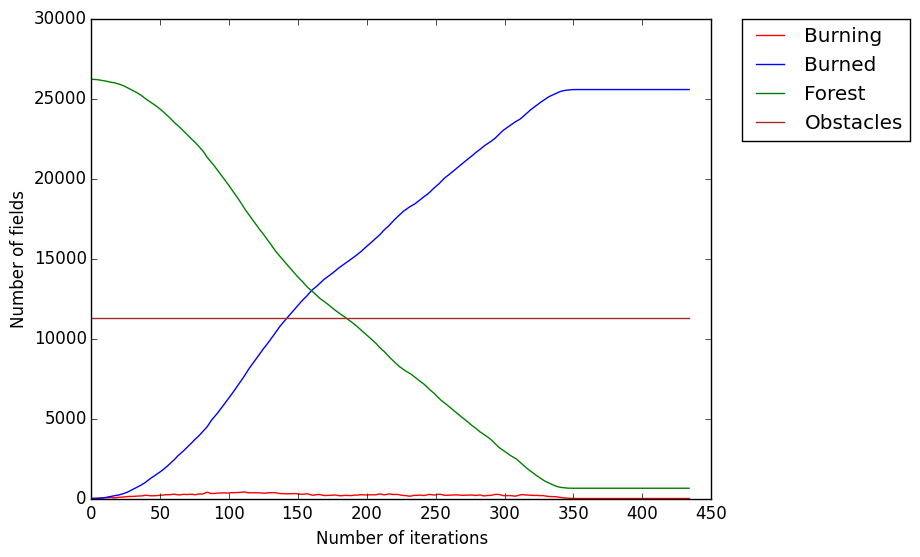 30000
25000
20000
15000
10000
5000
0
Number of fields
0 50 100 150 200 250 300 350 400 450
Number of iterations
Burning
Burned
Forest
Obstacles